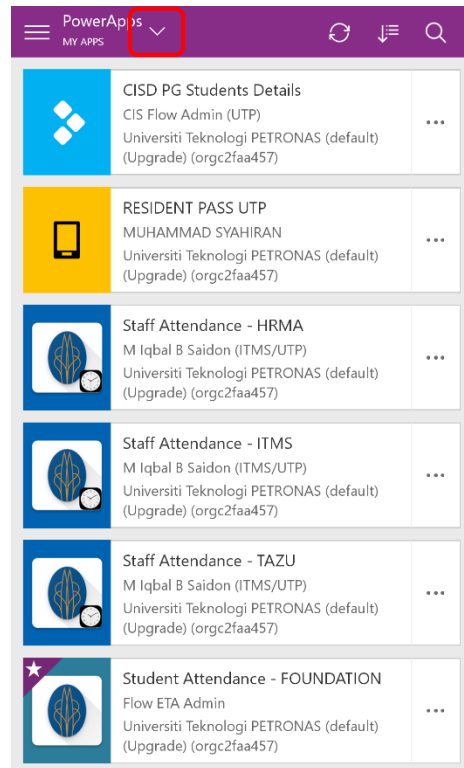 PowerApps
MY APPS
CISD PG Students Details
CIS Flow Admin (UTP)
Universiti Teknologi PETRONAS (default)
(Upgrade) (orgc2faa457)
RESIDENT PASS UTP
MUHAMMAD SYAHIRAN
Universiti Teknologi PETRONAS (default)
(Upgrade) (orgc2faa457)
Staff Attendance - HRMA
M Iqbal B Saidon (ITMS/UTP)
Universiti Teknologi PETRONAS (default)
(Upgrade) (orgc2faa457)
Staff Attendance - ITMS
M Iqbal B Saidon (ITMS/UTP)
Universiti Teknologi PETRONAS (default)
(Upgrade) (orgc2faa457)
Staff Attendance - TAZU
M Iqbal B Saidon (ITMS/UTP)
Universiti Teknologi PETRONAS (default)
(Upgrade) (orgc2faa457)
Student Attendance - FOUNDATION
Flow ETA Admin
Universiti Teknologi PETRONAS (default)
(Upgrade) (orgc2faa457)